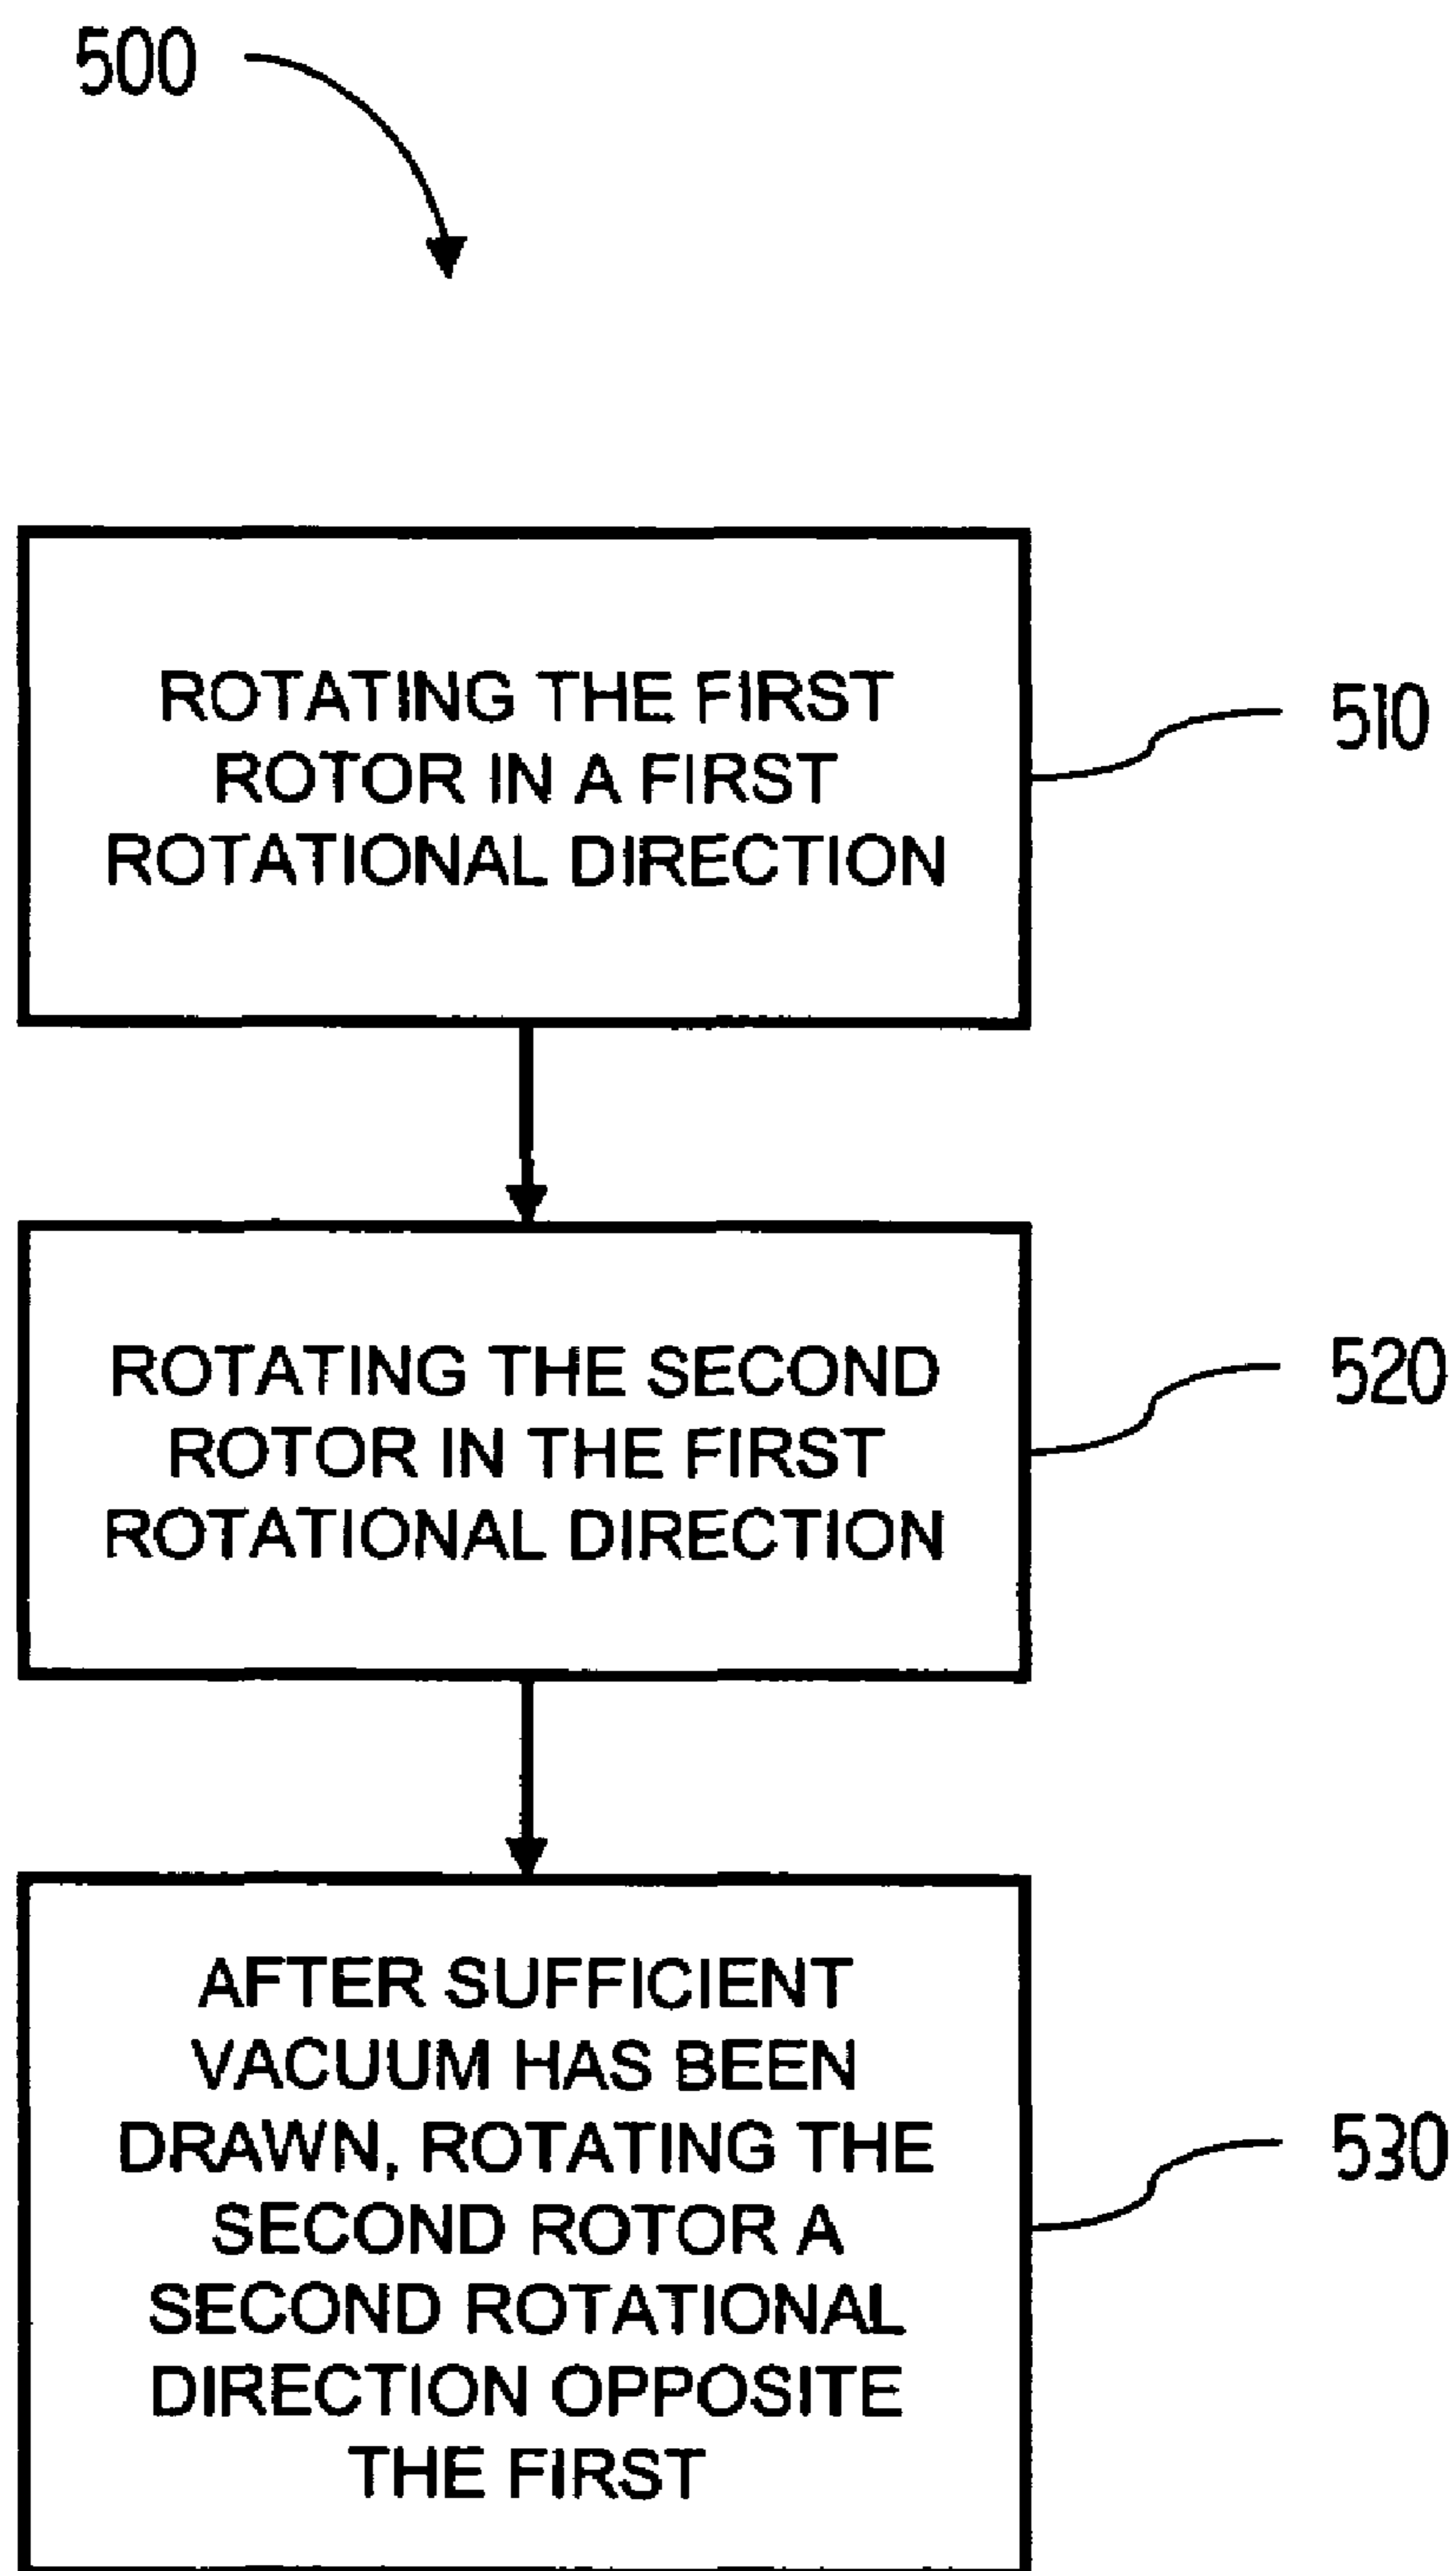 500
ROTATING THE FIRST
ROTOR IN A FIRST
ROTATIONAL DIRECTION
510
ROTATING THE SECOND
ROTOR IN THE FIRST
ROTATIONAL DIRECTION
520
AFTER SUFFICIENT
VACUUM HAS BEEN
DRAWN, ROTATING THE
SECOND ROTOR A
SECOND ROTATIONAL
DIRECTION OPPOSITE
THE FIRST
530